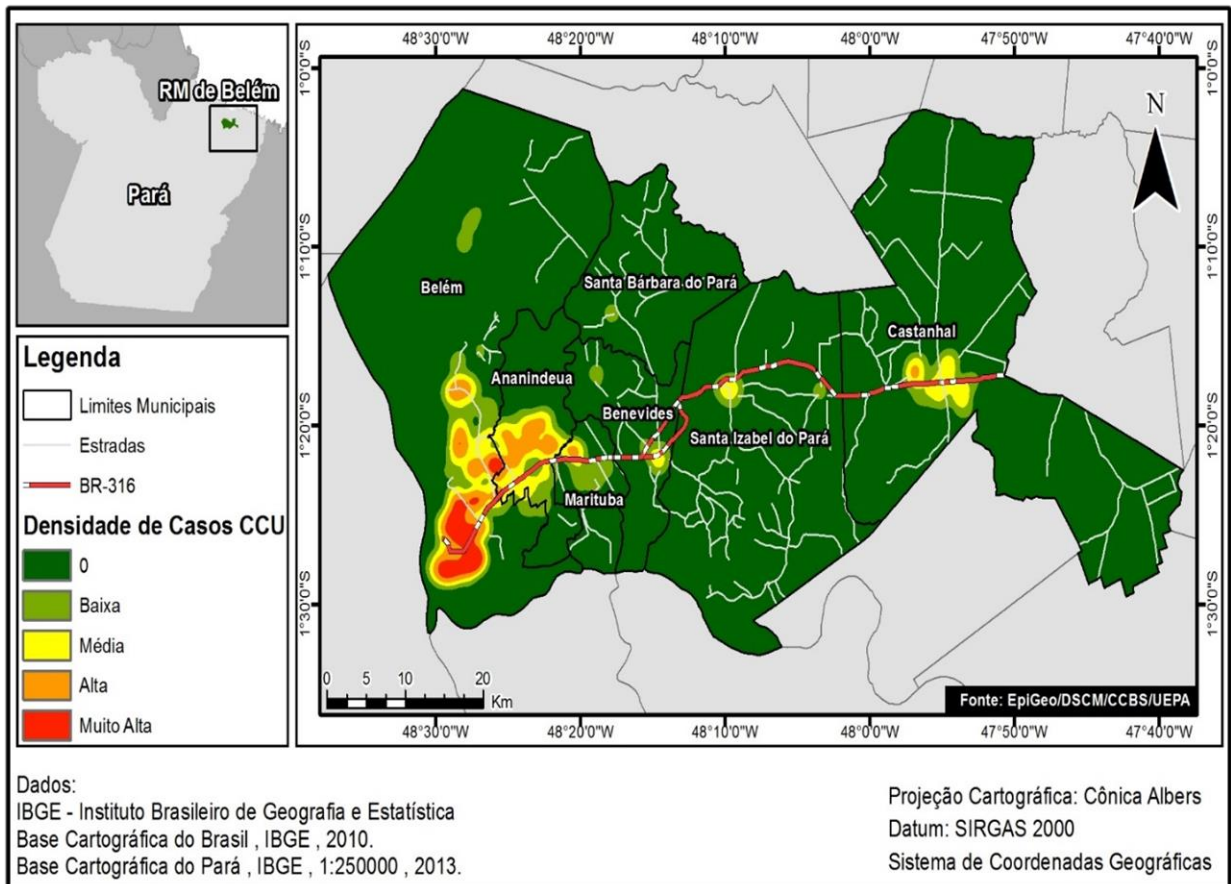 RM de Belém
Pará
Legenda
Limites Municipais
Estradas
BR-316
Densidade de Casos CCU
0
Baixa
Média
Alta
Muito Alta
48°30'0"W
48°20'0"W
48°10'0"W
48°0'0"W
47°50'0"W
47°40'0"W
1°0'0"S
1°0'0"S
N
1°10'0"S
1°10'0"S
Belém
Santa Bárbara do Pará
Castanhal
Ananindeua
1°20'0"S
1°20'0"S
Benevides
Santa Izabel do Pará
Marituba
1°30'0"S
1°30'0"S
0 5 10 20
Km
Fonte: EpiGeo/DSCM/CCBS/UEPA
48°30'0"W
48°20'0"W
48°10'0"W
48°0'0"W
47°50'0"W
47°40'0"W
Dados:
IBGE - Instituto Brasileiro de Geografia e Estatística
Base Cartográfica do Brasil , IBGE , 2010.
Base Cartográfica do Pará , IBGE , 1:250000 , 2013.
Projeção Cartográfica: Cônica Albers
Datum: SIRGAS 2000
Sistema de Coordenadas Geográficas